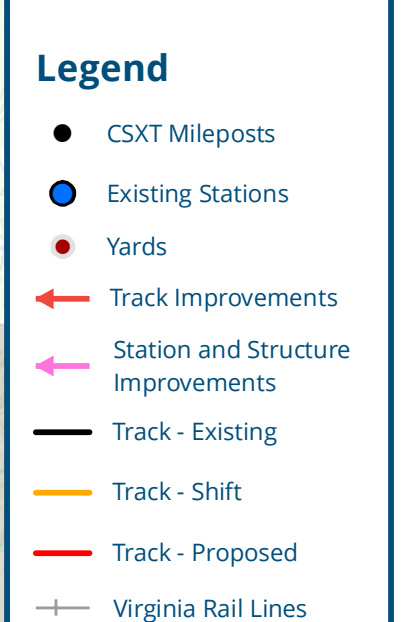 Legend
CSXT Mileposts
Existing Stations
Yards
Track Improvements
Station and Structure
Improvements
Track - Existing
Track - Shift
Track - Proposed
Virginia Rail Lines